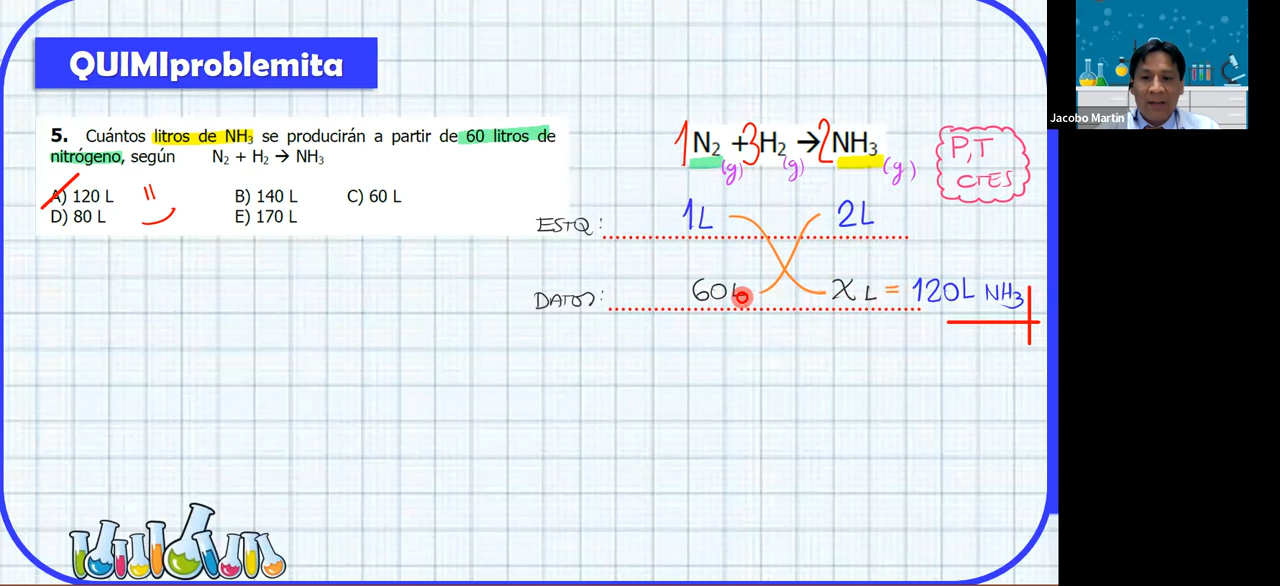 QUIMIproblemita
5. Cuántos litros de NH₃ se producirán a partir de 60 litros de
nitrógeno, según N₂ + H₂ → NH₃
A) 120 L B) 140 L C) 60 L
D) 80 L E) 170 L
1N₂ + 3H₂ → 2NH₃
(g) (g) (g)
P,T
CTES
ESTQ: 1L 2L
DATOS: 60L X L = 120L NH₃
Jacobo Martin